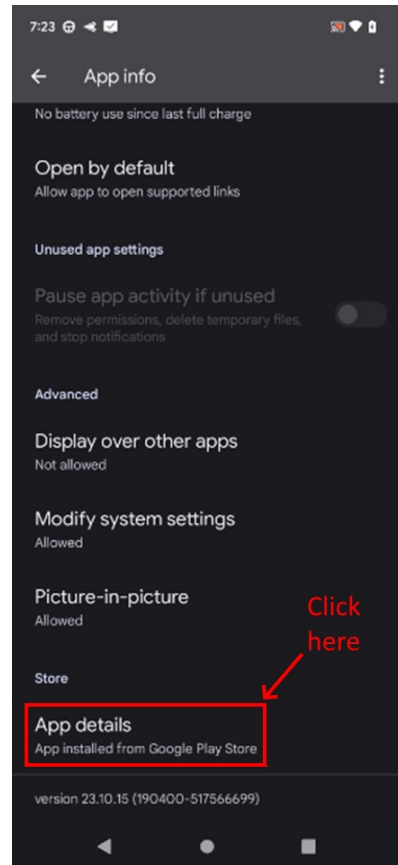 7:23
App info
No battery use since last full charge
Open by default
Allow app to open supported links
Unused app settings
Pause app activity if unused
Remove permissions, delete temporary files,
and stop notifications
Advanced
Display over other apps
Not allowed
Modify system settings
Allowed
Picture-in-picture
Allowed
Click
here
Store
App details
App installed from Google Play Store
version 23.10.15 (190400-517566699)